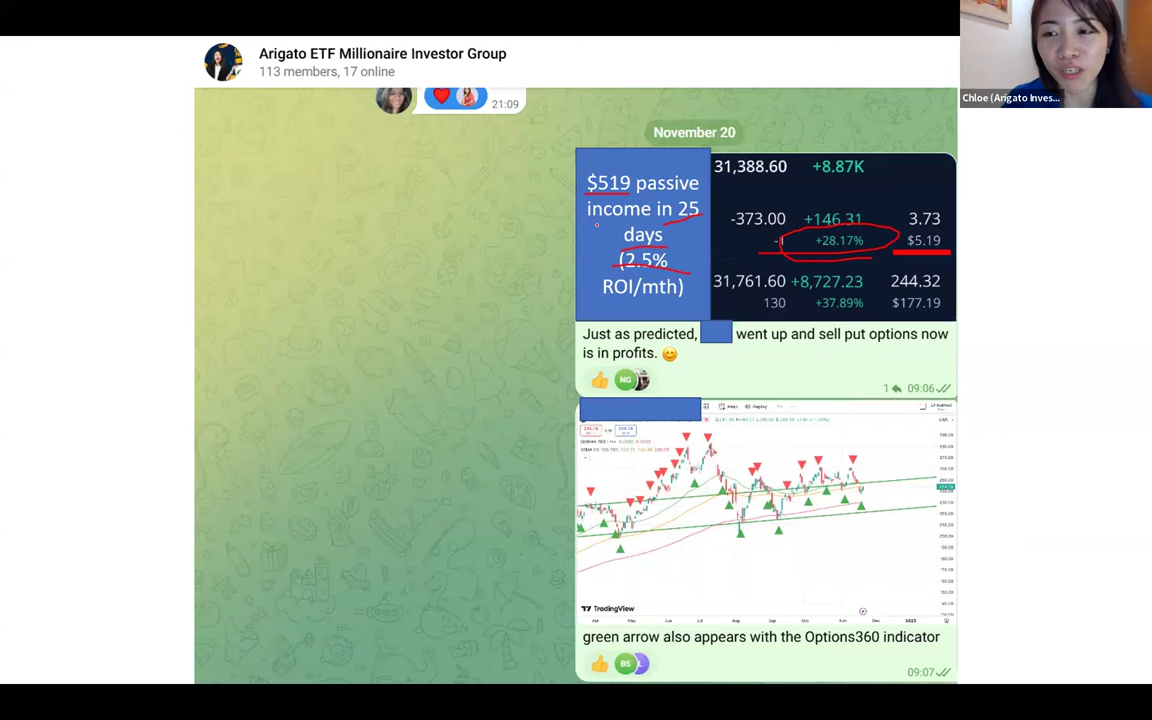 Arigato ETF Millionaire Investor Group
113 members, 17 online
Chloe (Arigato Inves...
21:09
November 20
$519 passive
income in 25
days
(2.5%
ROI/mth)
31,388.60 +8.87K
-373.00 +146.31 3.73
-1 +28.17% $5.19
31,761.60 +8,727.23 244.32
130 +37.89% $177.19
Just as predicted, went up and sell put options now
is in profits. 😊
NG
1 09:06
TradingView
green arrow also appears with the Options360 indicator
BS L
09:07